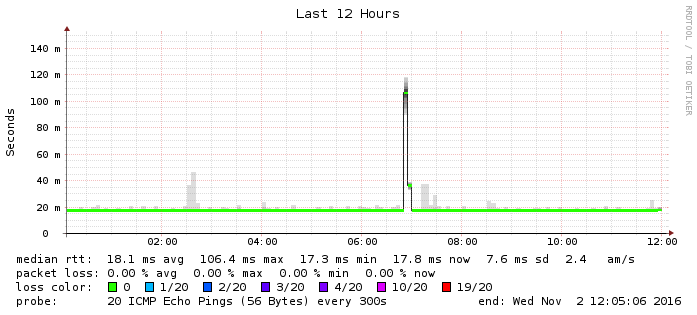 Last 12 Hours
RRDTOOL / TOBI OETIKER
Seconds
140 m
120 m
100 m
80 m
60 m
40 m
20 m
0
02:00 04:00 06:00 08:00 10:00 12:00
median rtt: 18.1 ms avg 106.4 ms max 17.3 ms min 17.8 ms now 7.6 ms sd 2.4 am/s
packet loss: 0.00 % avg 0.00 % max 0.00 % min 0.00 % now
loss color: 0 1/20 2/20 3/20 4/20 10/20 19/20
probe: 20 ICMP Echo Pings (56 Bytes) every 300s end: Wed Nov 2 12:05:06 2016